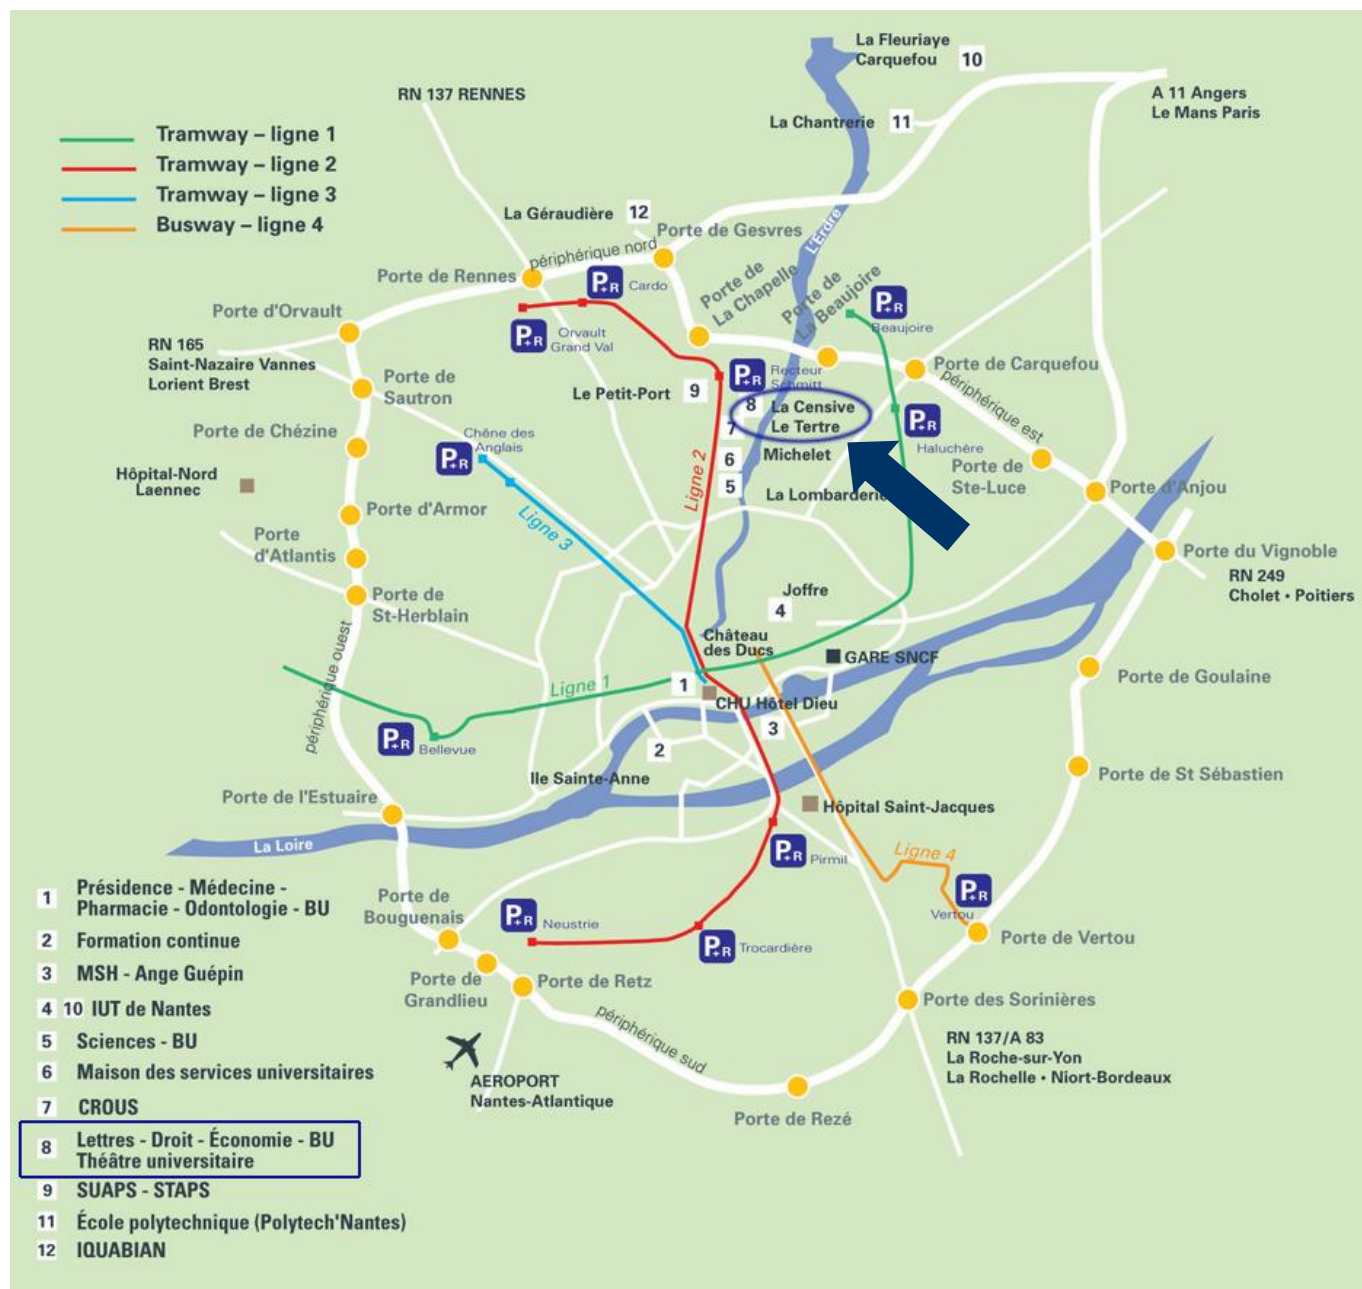 La Fleuriaye
Carquefou
10
RN 137 RENNES
A 11 Angers
Le Mans Paris
La Chantrerie
11
Tramway – ligne 1
Tramway – ligne 2
Tramway – ligne 3
Busway – ligne 4
La Géraudière
12
L'Erdre
Porte de Gesvres
périphérique nord
Porte de Rennes
P+R
Cardo
Porte de
La Chapelle
Porte de
La Beaujoire
P+R
Beaujoire
Porte d'Orvault
P+R
Orvault
Grand Val
RN 165
Saint-Nazaire Vannes
Lorient Brest
Porte de
Sautron
Le Petit-Port
9
P+R
Recteur
Schmitt
Porte de Carquefou
périphérique est
8
La Censive
7
Le Tertre
P+R
Haluchère
Porte de Chézine
Chêne des
Anglais
P+R
6
Michelet
5
La Lombarderie
Ligne 2
Porte de
Ste-Luce
Porte d'Anjou
Hôpital-Nord
Laennec
Porte d'Armor
Ligne 3
Porte
d'Atlantis
Porte du Vignoble
RN 249
Cholet • Poitiers
Porte de
St-Herblain
Joffre
4
périphérique ouest
Château
des Ducs
GARE SNCF
Porte de Goulaine
Ligne 1
1
CHU Hôtel Dieu
3
P+R
Bellevue
2
Ile Sainte-Anne
Porte de St Sébastien
Porte de l'Estuaire
Hôpital Saint-Jacques
La Loire
P+R
Pirmil
Ligne 4
P+R
Vertou
Porte de
Bouguenais
P+R
Neustrie
P+R
Trocardière
Porte de Vertou
Porte de
Grandlieu
Porte de Retz
Porte des Sorinières
périphérique sud
RN 137/A 83
La Roche-sur-Yon
La Rochelle • Niort-Bordeaux
AEROPORT
Nantes-Atlantique
Porte de Rezé
1 Présidence - Médecine -
Pharmacie - Odontologie - BU
2 Formation continue
3 MSH - Ange Guépin
4 10 IUT de Nantes
5 Sciences - BU
6 Maison des services universitaires
7 CROUS
8 Lettres - Droit - Économie - BU
Théâtre universitaire
9 SUAPS - STAPS
11 École polytechnique (Polytech'Nantes)
12 IQUABIAN